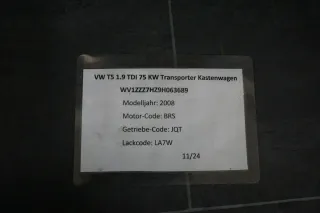 VW T5 1.9 TDI 75 KW Transporter Kastenwagen
WV1ZZZ7HZ9H063689
Modelljahr: 2008
Motor-Code: BRS
Getriebe-Code: JQT
Lackcode: LA7W
11/24